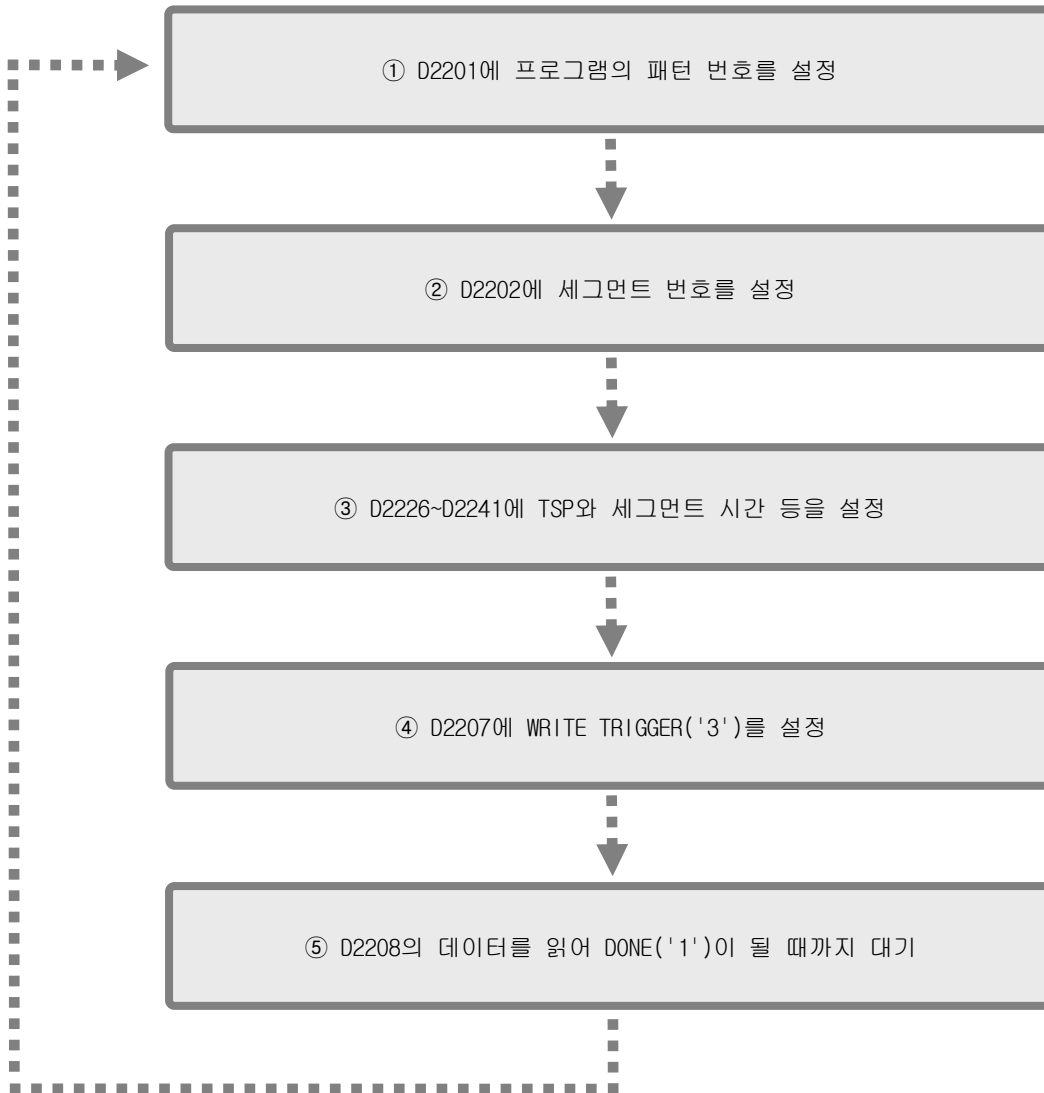 ① D2201에 프로그램의 패턴 번호를 설정
② D2202에 세그먼트 번호를 설정
③ D2226~D2241에 TSP와 세그먼트 시간 등을 설정
④ D2207에 WRITE TRIGGER('3')를 설정
⑤ D2208의 데이터를 읽어 DONE('1')이 될 때까지 대기